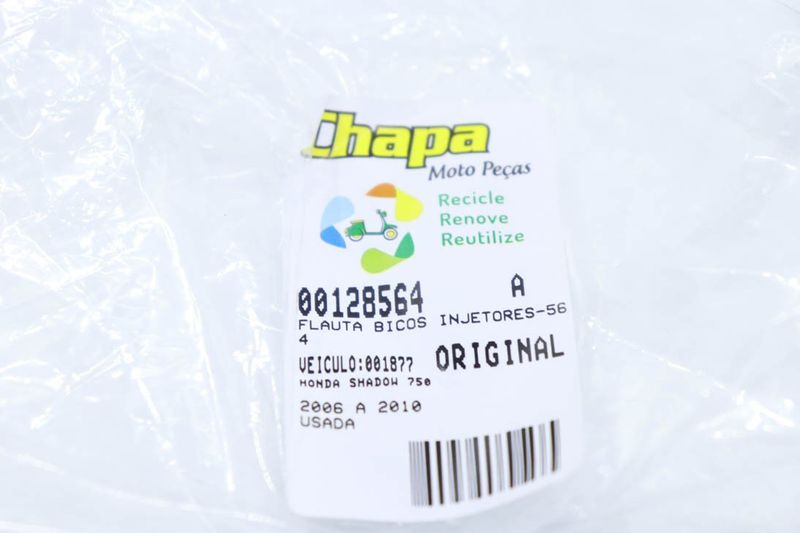 Chapa
Moto Peças
Recicle
Renove
Reutilize
00128564 A
FLAUTA BICOS INJETORES-56
4
VEICULO:001877 ORIGINAL
HONDA SHADOW 750
2006 A 2010
USADA